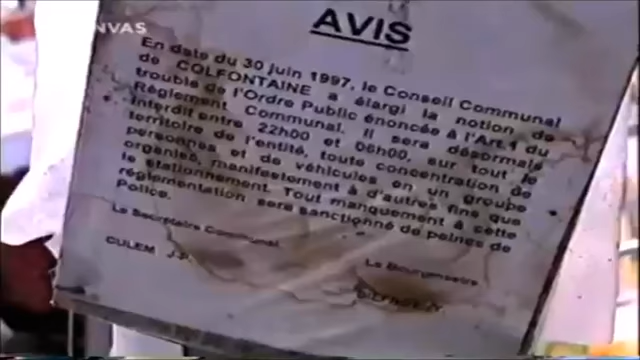 NVAS
AVIS
En date du 30 juin 1997, le Conseil Communal
de COLFONTAINE a élargi la notion de
trouble de l'Ordre Public énoncée à l'Art.1 du
Règlement Communal. Il sera désormais
interdit entre 22h00 et 06h00, sur tout le
territoire de l'entité, toute concentration de
personnes et de véhicules en un groupe
organisé, manifestement à d'autres fins que
le stationnement. Tout manquement à cette
réglementation sera sanctionné de peines de
Police.
Le Secrétaire Communal
Le Bourgmestre
CULEM J-P